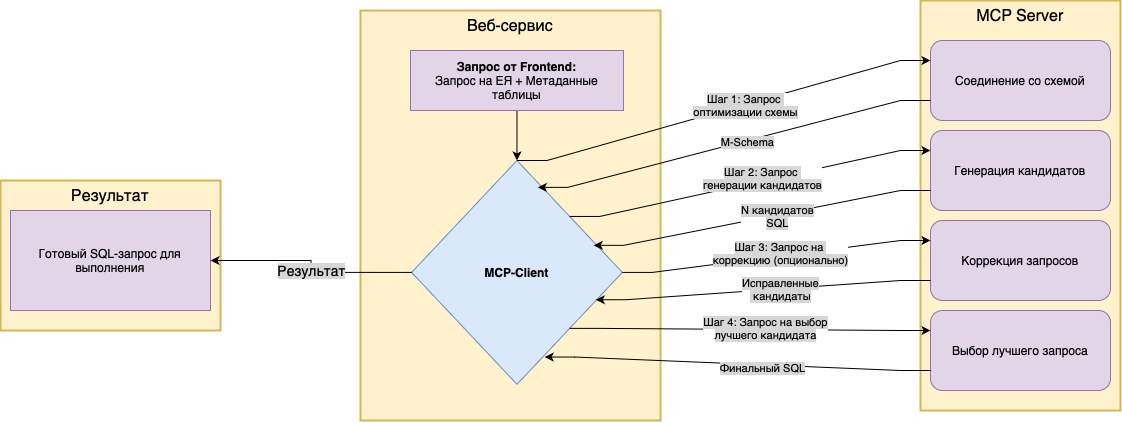 Веб-сервис
Запрос от Frontend:
Запрос на ЕЯ + Метаданные
таблицы
MCP-Client
MCP Server
Соединение со схемой
Генерация кандидатов
Коррекция запросов
Выбор лучшего запроса
Шаг 1: Запрос
оптимизации схемы
M-Schema
Шаг 2: Запрос
генерации кандидатов
N кандидатов
SQL
Шаг 3: Запрос на
коррекцию (опционально)
Исправленные
кандидаты
Шаг 4: Запрос на выбор
лучшего кандидата
Финальный SQL
Результат
Результат
Готовый SQL-запрос для
выполнения